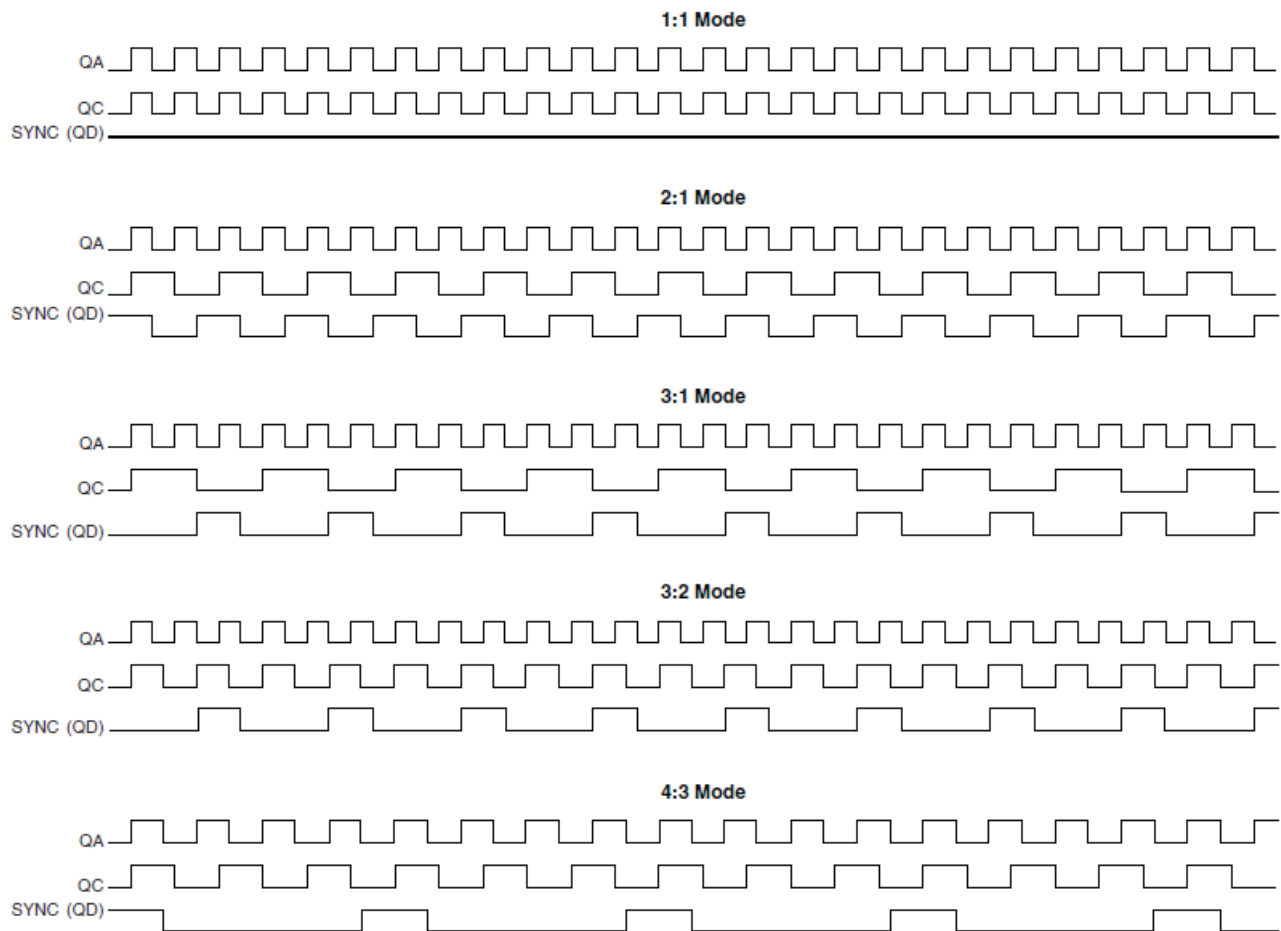 1:1 Mode
QA
QC
SYNC (QD)
2:1 Mode
QA
QC
SYNC (QD)
3:1 Mode
QA
QC
SYNC (QD)
3:2 Mode
QA
QC
SYNC (QD)
4:3 Mode
QA
QC
SYNC (QD)